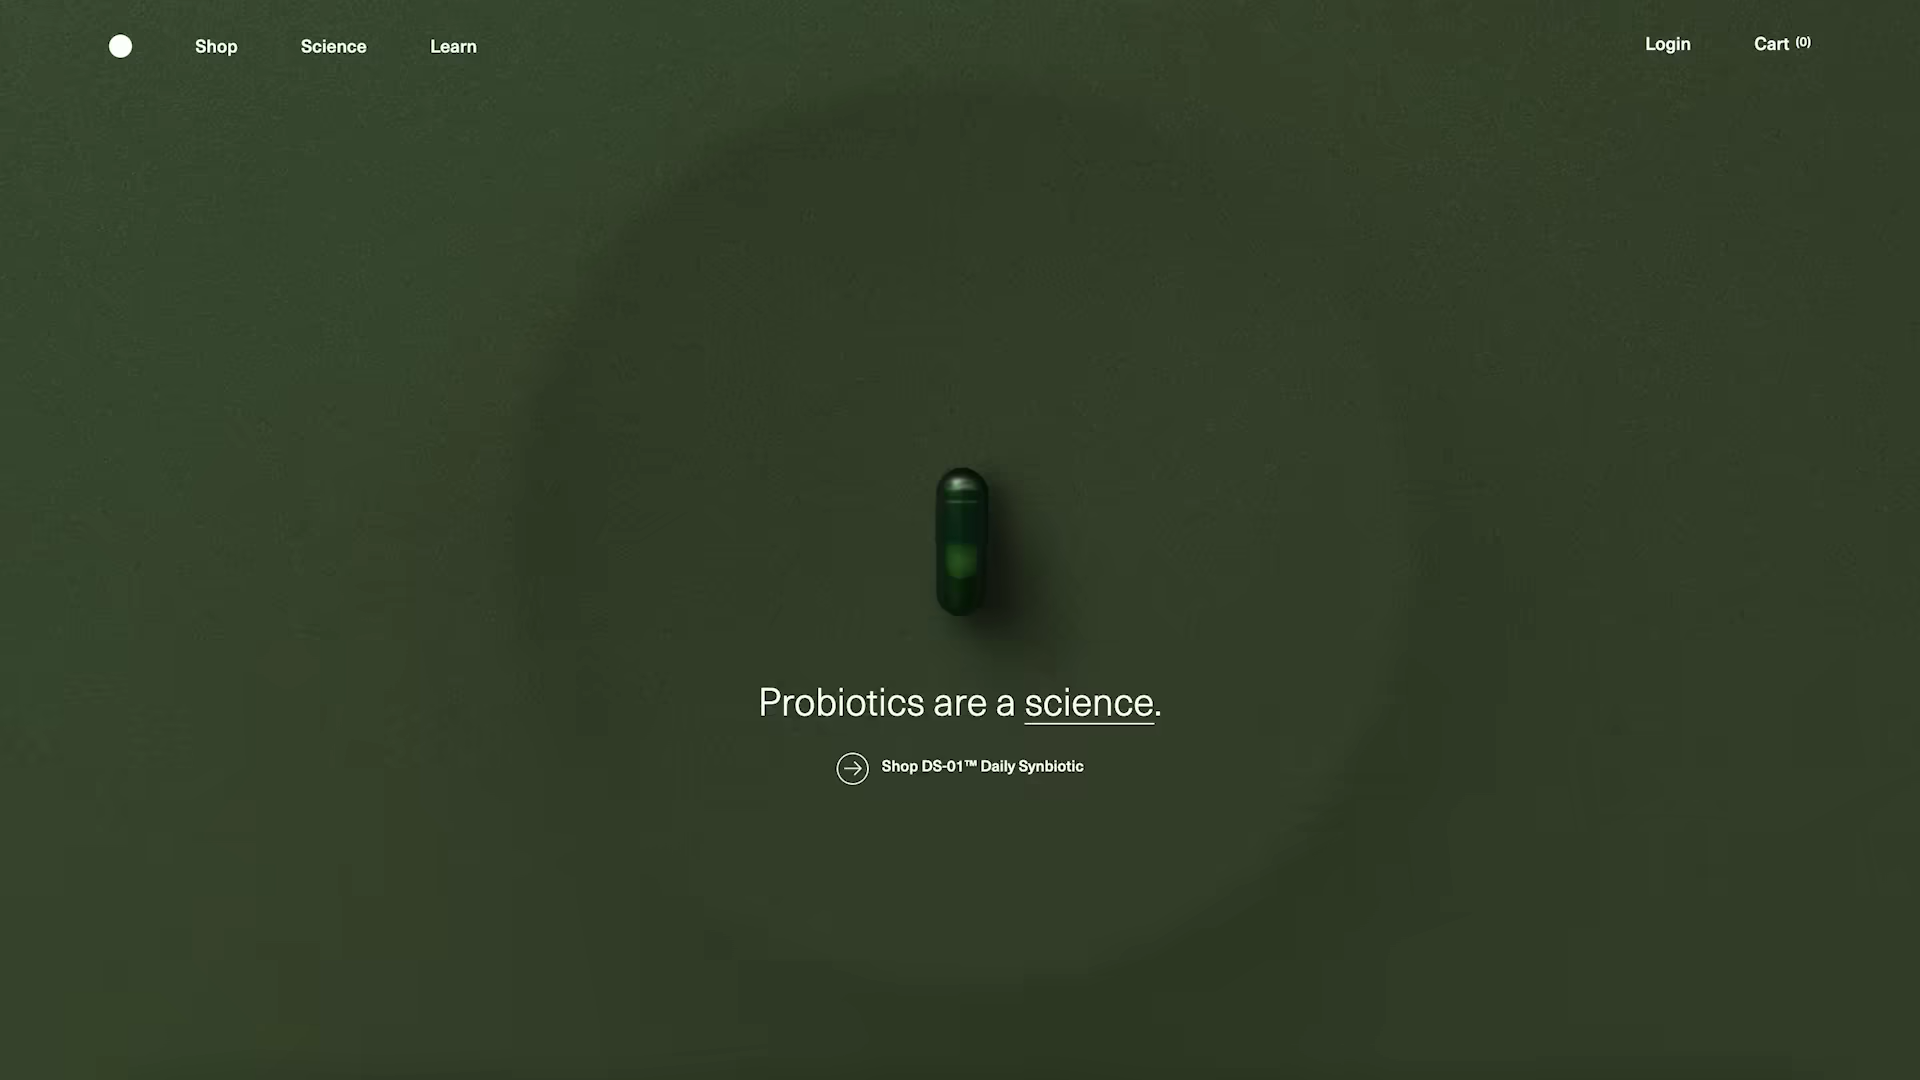 Shop
Science
Learn
Login
Cart (0)
Probiotics are a science.
Shop DS-01™ Daily Synbiotic